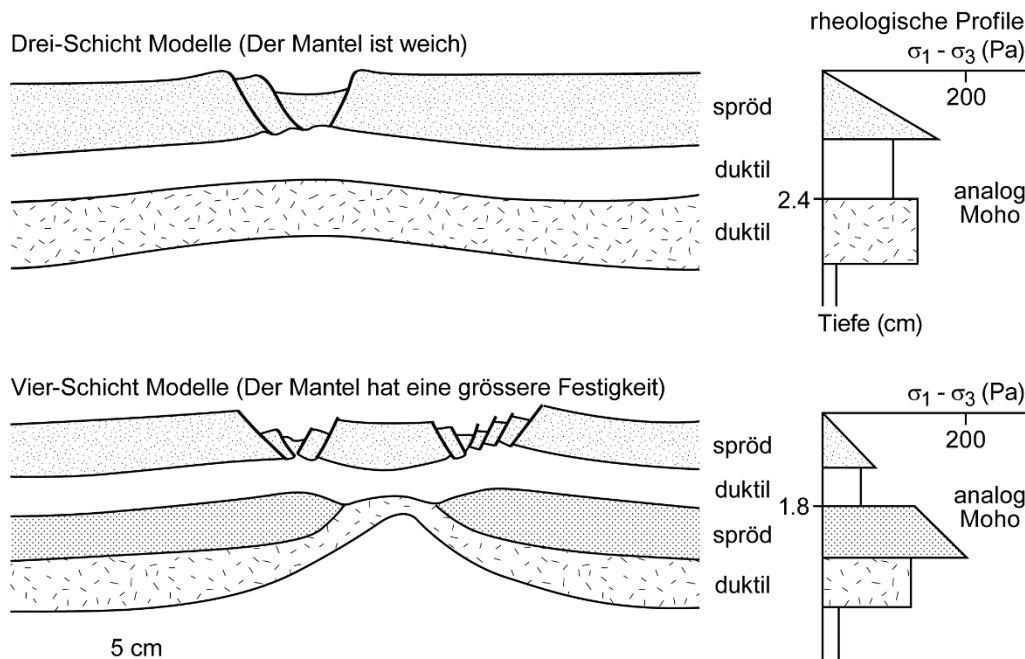 Drei-Schicht Modelle (Der Mantel ist weich)
rheologische Profile
σ1 - σ3 (Pa)
200
spröd
duktil
2.4
analog
Moho
duktil
Tiefe (cm)
Vier-Schicht Modelle (Der Mantel hat eine grössere Festigkeit)
σ1 - σ3 (Pa)
200
spröd
duktil
1.8
analog
Moho
spröd
duktil
5 cm